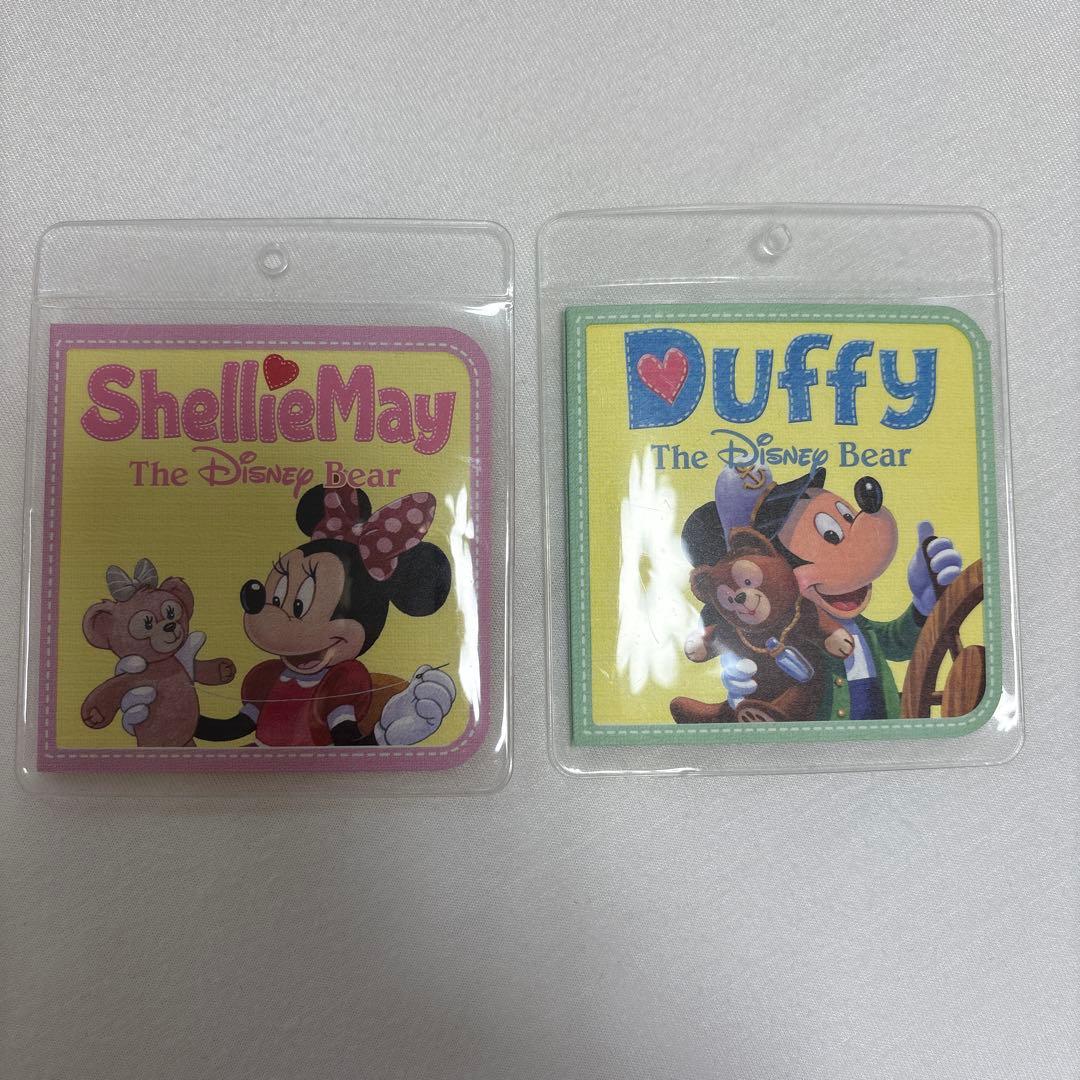 ShellieMay
The Disney Bear
Duffy
The Disney Bear